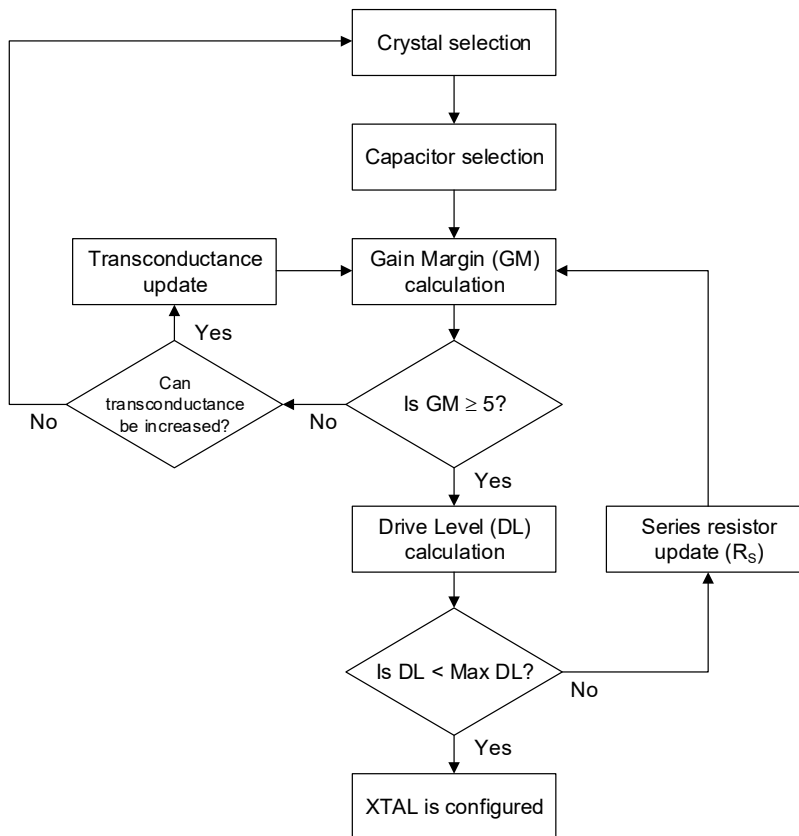 Crystal selection
Capacitor selection
Transconductance
update
Gain Margin (GM)
calculation
Yes
Can
transconductance
be increased?
No
Is GM ≥ 5?
No
Yes
Drive Level (DL)
calculation
Series resistor
update (RS)
Is DL < Max DL?
No
Yes
XTAL is configured